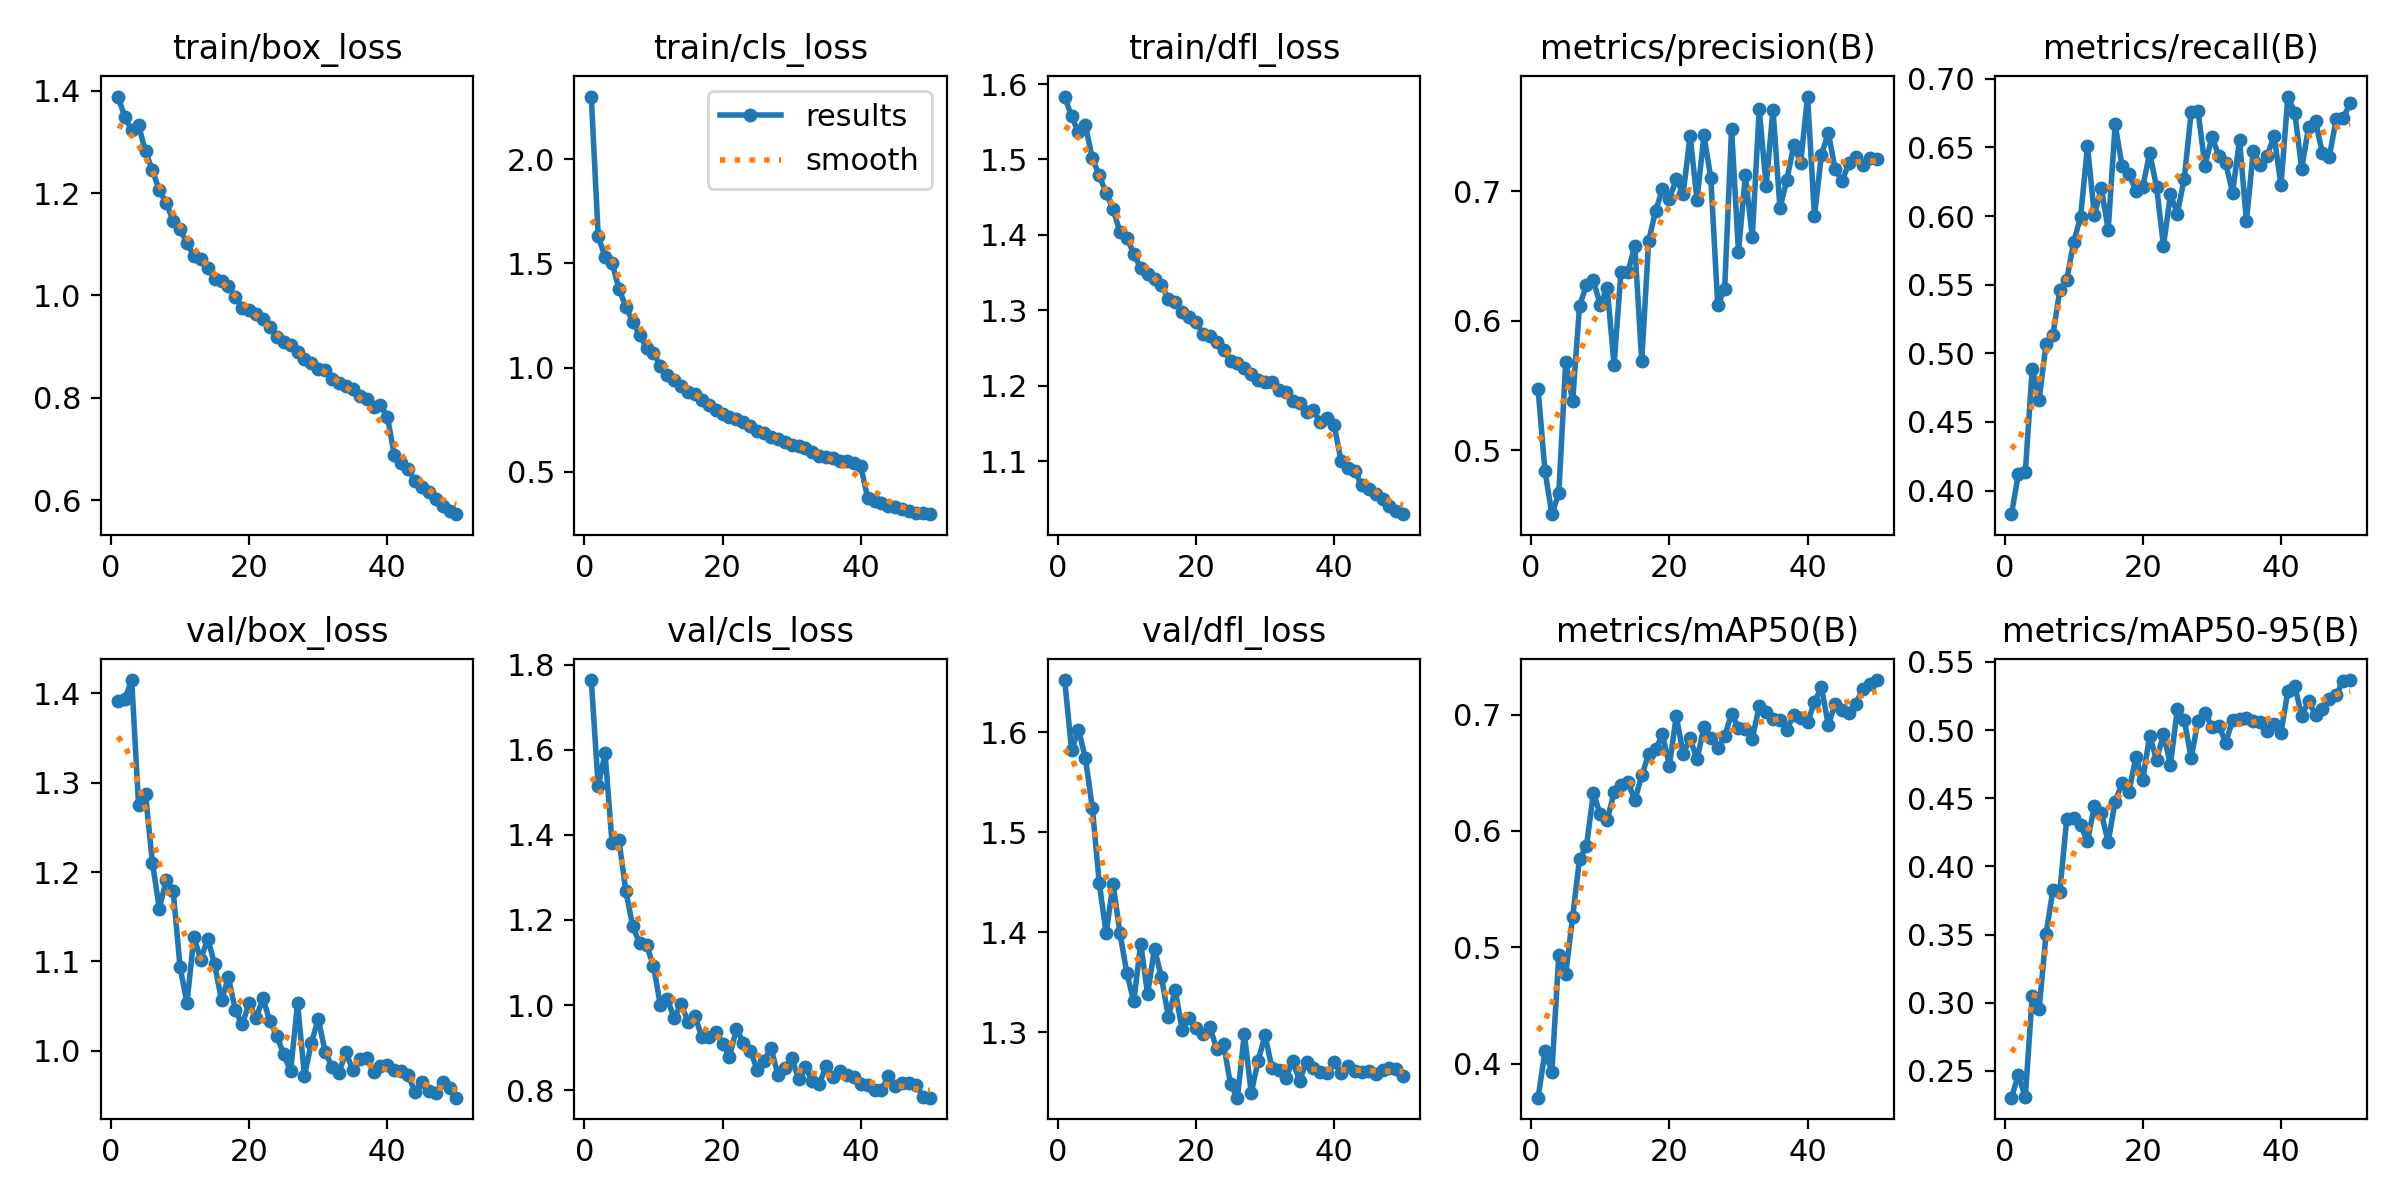 train/box_loss
1.4
1.2
1.0
0.8
0.6
0 20 40
train/cls_loss
results
smooth
2.0
1.5
1.0
0.5
0 20 40
train/dfl_loss
1.6
1.5
1.4
1.3
1.2
1.1
0 20 40
metrics/precision(B)
0.7
0.6
0.5
0 20 40
metrics/recall(B)
0.70
0.65
0.60
0.55
0.50
0.45
0.40
0 20 40
val/box_loss
1.4
1.3
1.2
1.1
1.0
0 20 40
val/cls_loss
1.8
1.6
1.4
1.2
1.0
0.8
0 20 40
val/dfl_loss
1.6
1.5
1.4
1.3
0 20 40
metrics/mAP50(B)
0.7
0.6
0.5
0.4
0 20 40
metrics/mAP50-95(B)
0.55
0.50
0.45
0.40
0.35
0.30
0.25
0 20 40